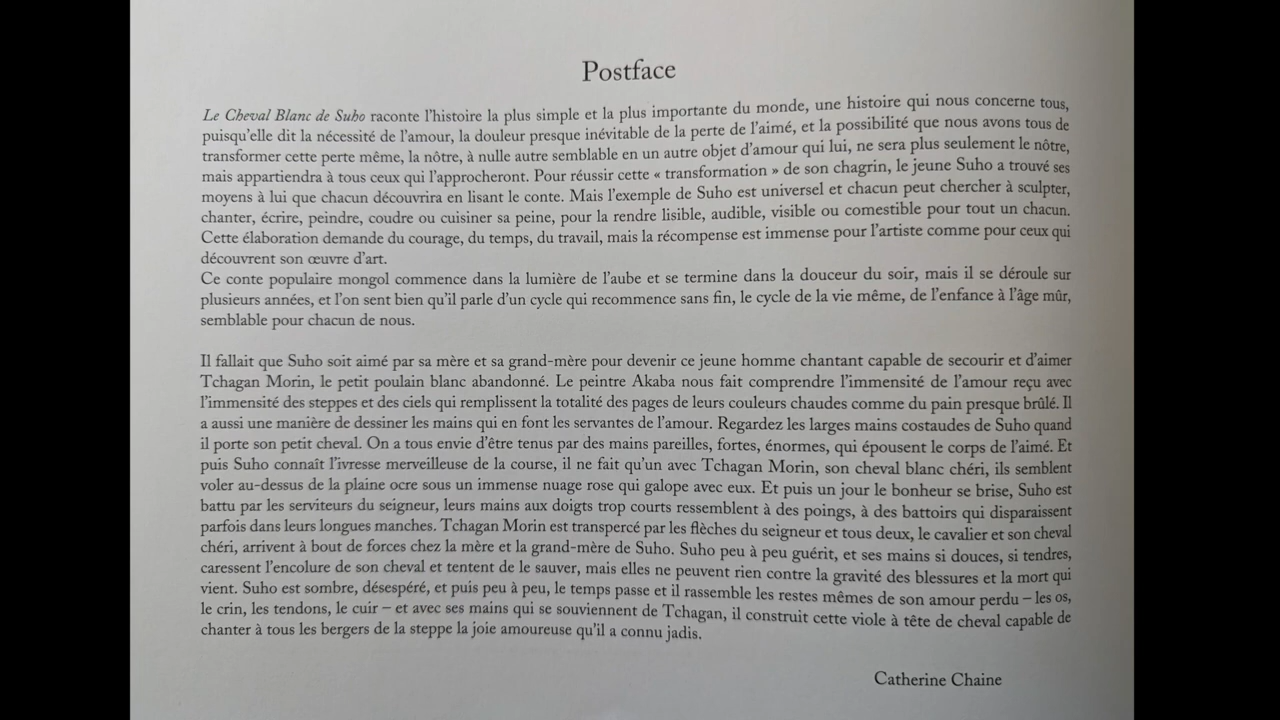 Postface
Le Cheval Blanc de Suho raconte l'histoire la plus simple et la plus importante du monde, une histoire qui nous concerne tous,
puisqu'elle dit la nécessité de l'amour, la douleur presque inévitable de la perte de l'aimé, et la possibilité que nous avons tous de
transformer cette perte même, la nôtre, à nulle autre semblable en un autre objet d'amour qui lui, ne sera plus seulement le nôtre,
mais appartiendra à tous ceux qui l'approcheront. Pour réussir cette « transformation » de son chagrin, le jeune Suho a trouvé ses
moyens à lui que chacun découvrira en lisant le conte. Mais l'exemple de Suho est universel et chacun peut chercher à sculpter,
chanter, écrire, peindre, coudre ou cuisiner sa peine, pour la rendre lisible, audible, visible ou comestible pour tout un chacun.
Cette élaboration demande du courage, du temps, du travail, mais la récompense est immense pour l'artiste comme pour ceux qui
découvrent son œuvre d'art.
Ce conte populaire mongol commence dans la lumière de l'aube et se termine dans la douceur du soir, mais il se déroule sur
plusieurs années, et l'on sent bien qu'il parle d'un cycle qui recommence sans fin, le cycle de la vie même, de l'enfance à l'âge mûr,
semblable pour chacun de nous.
Il fallait que Suho soit aimé par sa mère et sa grand-mère pour devenir ce jeune homme chantant capable de secourir et d'aimer
Tchagan Morin, le petit poulain blanc abandonné. Le peintre Akaba nous fait comprendre l'immensité de l'amour reçu avec
l'immensité des steppes et des ciels qui remplissent la totalité des pages de leurs couleurs chaudes comme du pain presque brûlé. Il
a aussi une manière de dessiner les mains qui en font les servantes de l'amour. Regardez les larges mains costaudes de Suho quand
il porte son petit cheval. On a tous envie d'être tenus par des mains pareilles, fortes, énormes, qui épousent le corps de l'aimé. Et
puis Suho connaît l'ivresse merveilleuse de la course, il ne fait qu'un avec Tchagan Morin, son cheval blanc chéri, ils semblent
voler au-dessus de la plaine ocre sous un immense nuage rose qui galope avec eux. Et puis un jour le bonheur se brise, Suho est
battu par les serviteurs du seigneur, leurs mains aux doigts trop courts ressemblent à des poings, à des battoirs qui disparaissent
parfois dans leurs longues manches. Tchagan Morin est transpercé par les flèches du seigneur et tous deux, le cavalier et son cheval
chéri, arrivent à bout de forces chez la mère et la grand-mère de Suho. Suho peu à peu guérit, et ses mains si douces, si tendres,
caressent l'encolure de son cheval et tentent de le sauver, mais elles ne peuvent rien contre la gravité des blessures et la mort qui
vient. Suho est sombre, désespéré, et puis peu à peu, le temps passe et il rassemble les restes mêmes de son amour perdu – les os,
le crin, les tendons, le cuir – et avec ses mains qui se souviennent de Tchagan, il construit cette viole à tête de cheval capable de
chanter à tous les bergers de la steppe la joie amoureuse qu'il a connu jadis.
Catherine Chaine